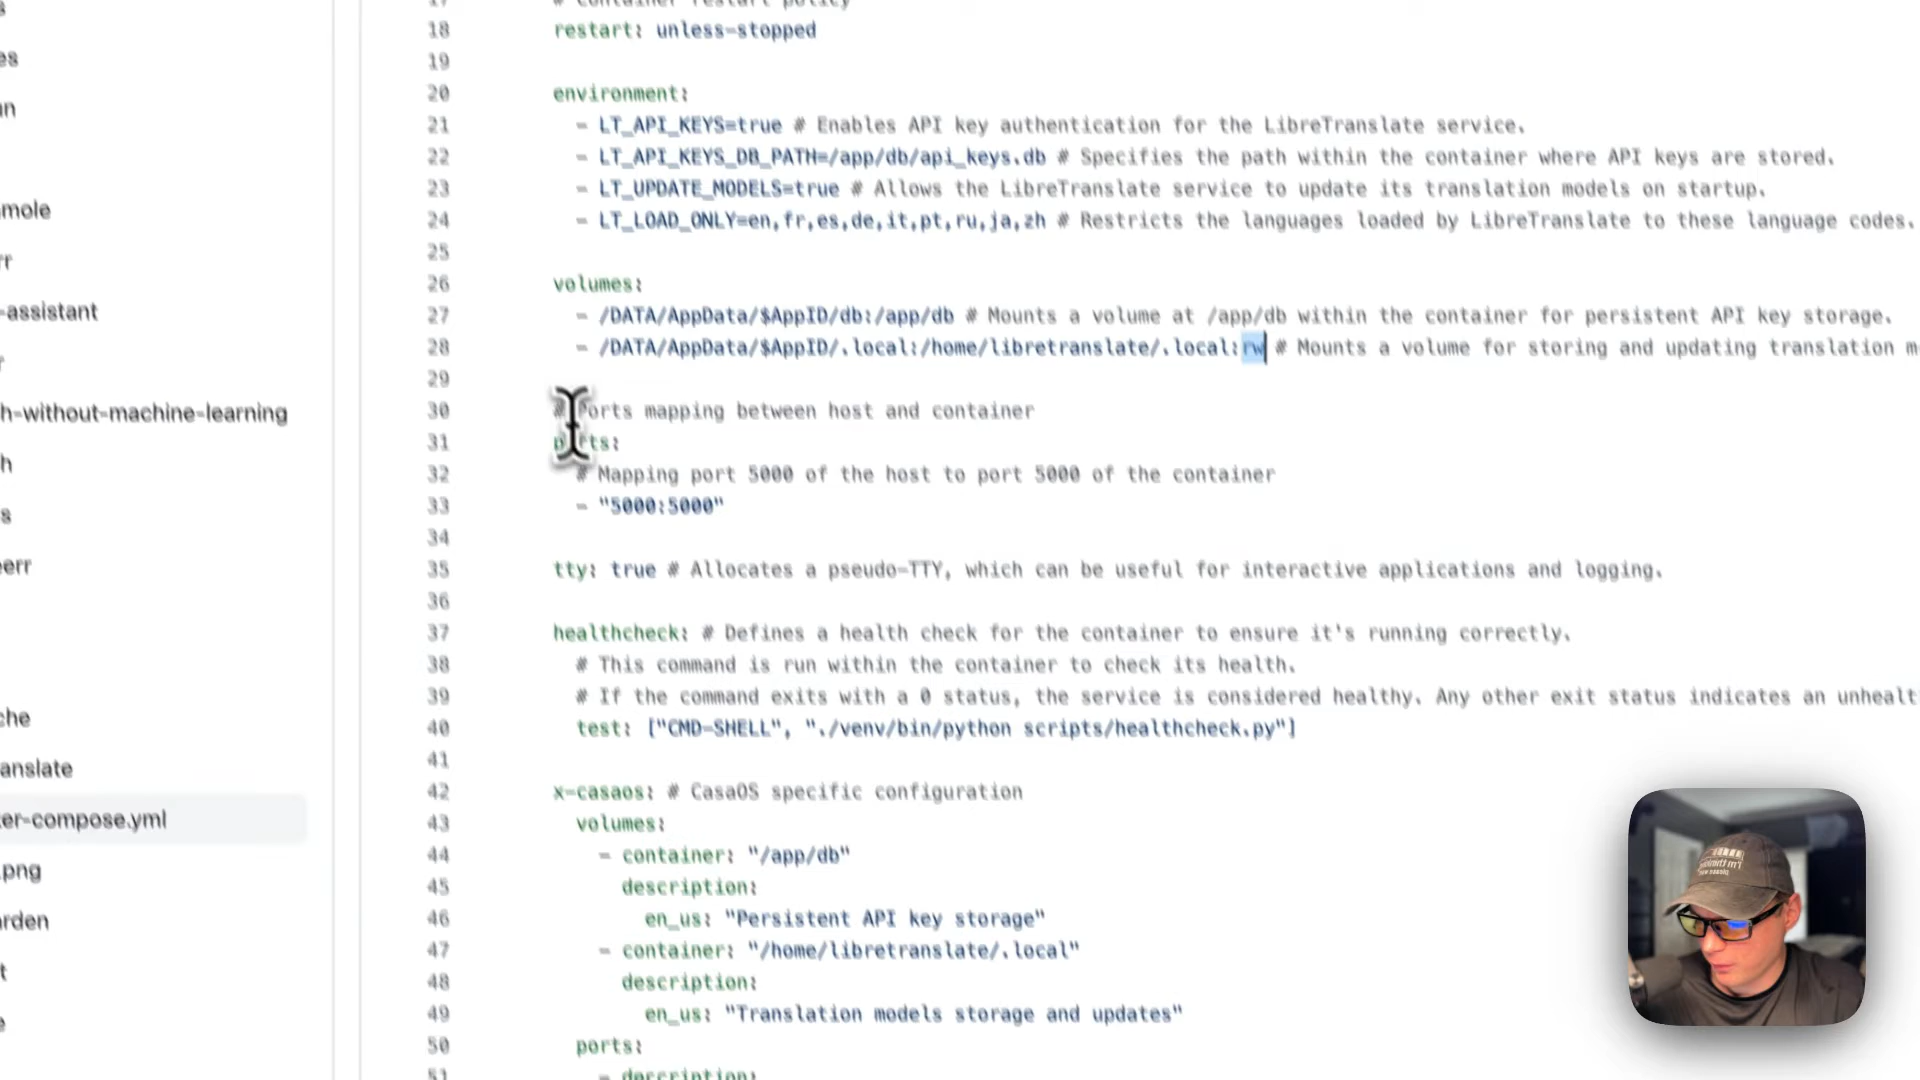 es
17 # Container restart policy
18 restart: unless-stopped
19
an
20 environment:
21 - LT_API_KEYS=true # Enables API key authentication for the LibreTranslate service.
22 - LT_API_KEYS_DB_PATH=/app/db/api_keys.db # Specifies the path within the container where API keys are stored.
23 - LT_UPDATE_MODELS=true # Allows the LibreTranslate service to update its translation models on startup.
mole
24 - LT_LOAD_ONLY=en,fr,es,de,it,pt,ru,ja,zh # Restricts the languages loaded by LibreTranslate to these language codes.
25
rr
26 volumes:
-assistant
27 - /DATA/AppData/$AppID/db:/app/db # Mounts a volume at /app/db within the container for persistent API key storage.
28 - /DATA/AppData/$AppID/.local:/home/libretranslate/.local:rw # Mounts a volume for storing and updating translation m
r
29
h-without-machine-learning
30 # Ports mapping between host and container
31 ports:
h
32 # Mapping port 5000 of the host to port 5000 of the container
33 - "5000:5000"
s
34
eerr
35 tty: true # Allocates a pseudo-TTY, which can be useful for interactive applications and logging.
36
37 healthcheck: # Defines a health check for the container to ensure it's running correctly.
38 # This command is run within the container to check its health.
39 # If the command exits with a 0 status, the service is considered healthy. Any other exit status indicates an unhealt
che
40 test: ["CMD-SHELL", "./venv/bin/python scripts/healthcheck.py"]
41
anslate
42 x-casaos: # CasaOS specific configuration
43 volumes:
er-compose.yml
44 - container: "/app/db"
.png
45 description:
46 en_us: "Persistent API key storage"
arden
47 - container: "/home/libretranslate/.local"
t
48 description:
49 en_us: "Translation models storage and updates"
e
50 ports:
51 - description: